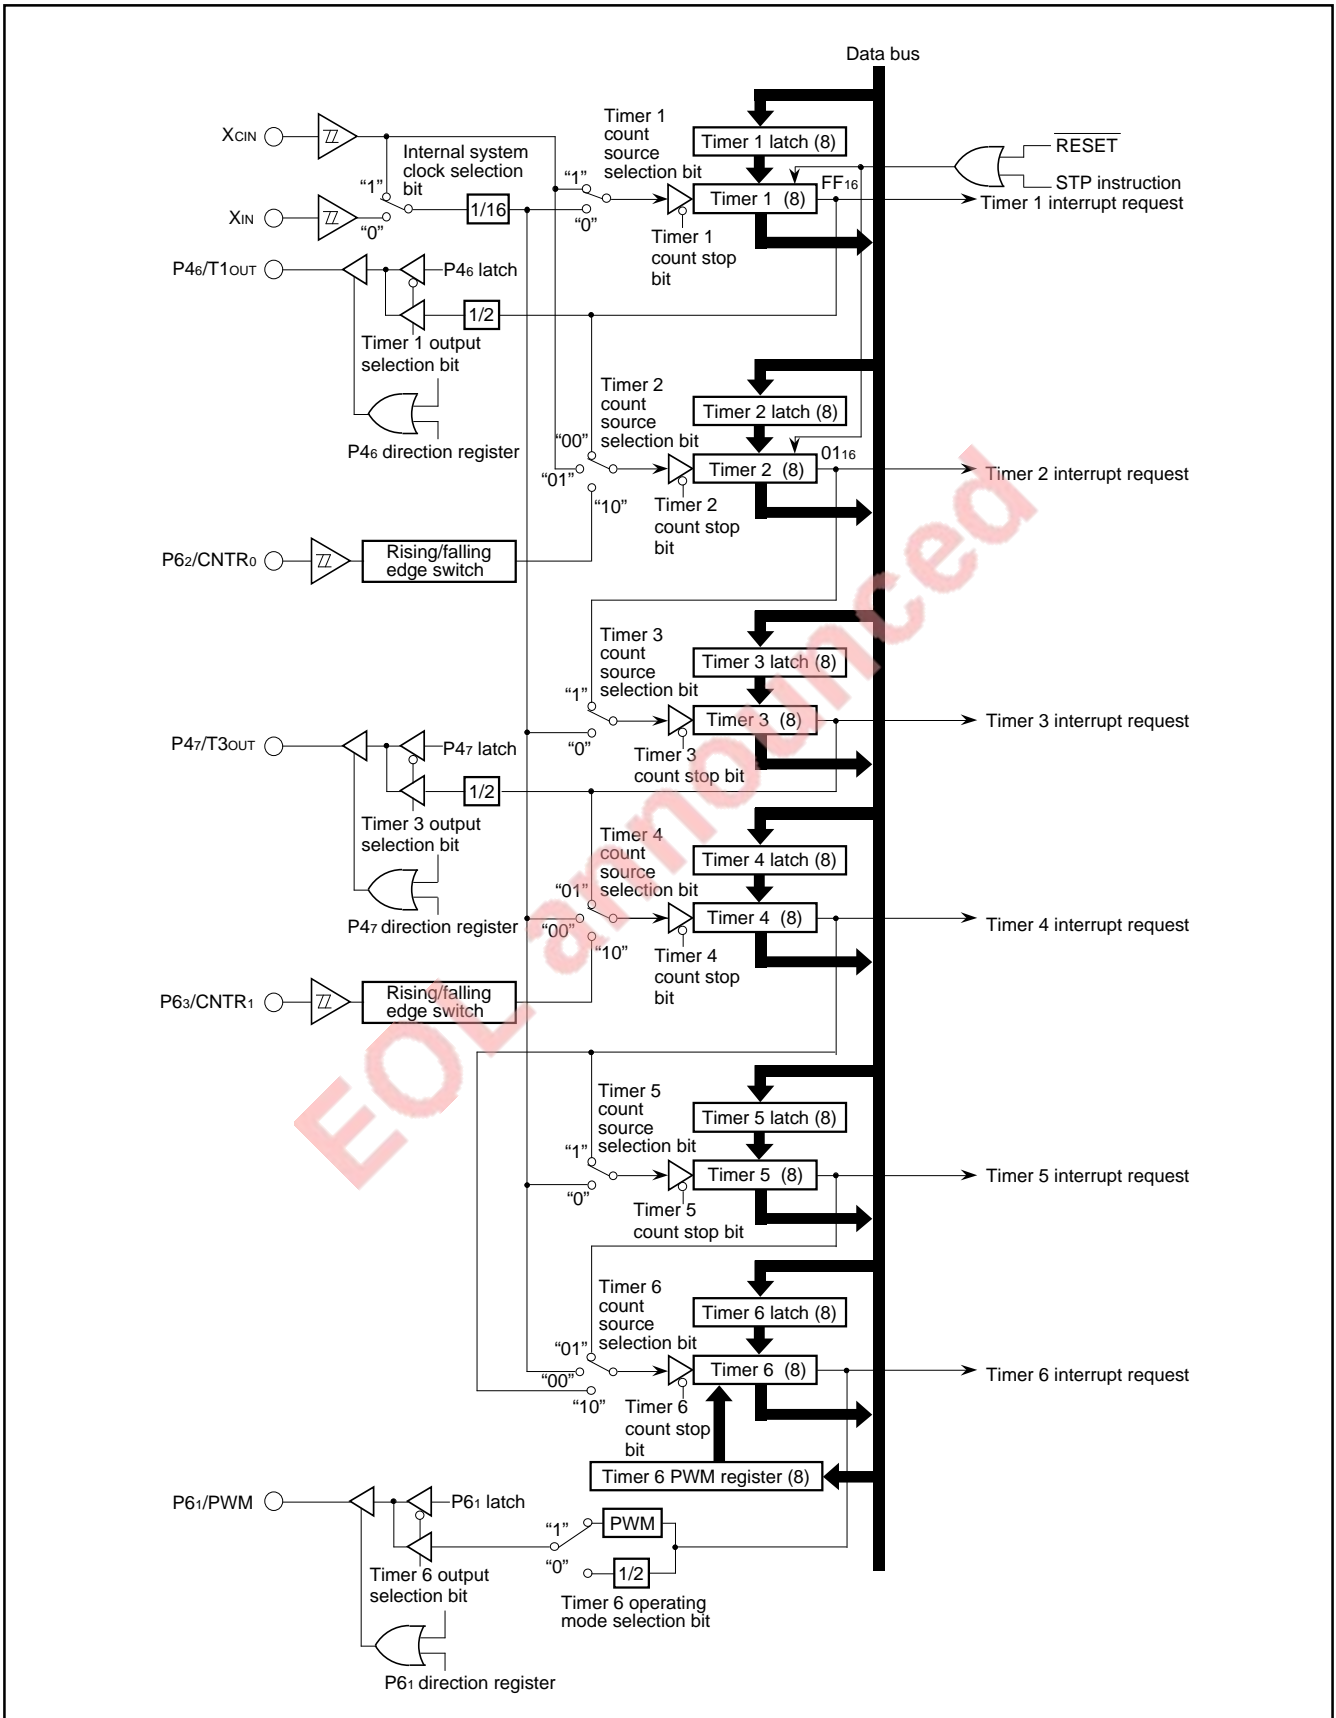 Data bus
XCIN
Timer 1
count
source
selection bit
Timer 1 latch (8)
RESET
Internal system
clock selection
bit
“1”
“1”
FF16
STP instruction
XIN
1/16
Timer 1 (8)
Timer 1 interrupt request
“0”
“0”
Timer 1
count stop
bit
P46/T1OUT
P46 latch
1/2
Timer 1 output
selection bit
P46 direction register
Timer 2
count
source
selection bit
Timer 2 latch (8)
“00”
0116
“01”
Timer 2 (8)
Timer 2 interrupt request
“10”
Timer 2
count stop
bit
P62/CNTR0
Rising/falling
edge switch
Timer 3
count
source
selection bit
Timer 3 latch (8)
“1”
Timer 3 (8)
Timer 3 interrupt request
“0”
Timer 3
count stop bit
P47/T3OUT
P47 latch
1/2
Timer 3 output
selection bit
P47 direction register
Timer 4
count
source
selection bit
Timer 4 latch (8)
“01”
“00”
Timer 4 (8)
Timer 4 interrupt request
“10”
Timer 4
count stop
bit
P63/CNTR1
Rising/falling
edge switch
Timer 5
count
source
selection bit
Timer 5 latch (8)
“1”
Timer 5 (8)
Timer 5 interrupt request
“0”
Timer 5
count stop bit
Timer 6
count
source
selection bit
Timer 6 latch (8)
“01”
“00”
Timer 6 (8)
Timer 6 interrupt request
“10”
Timer 6
count stop
bit
Timer 6 PWM register (8)
P61/PWM
P61 latch
“1”
PWM
“0”
1/2
Timer 6 output
selection bit
Timer 6 operating
mode selection bit
P61 direction register
EOL announced